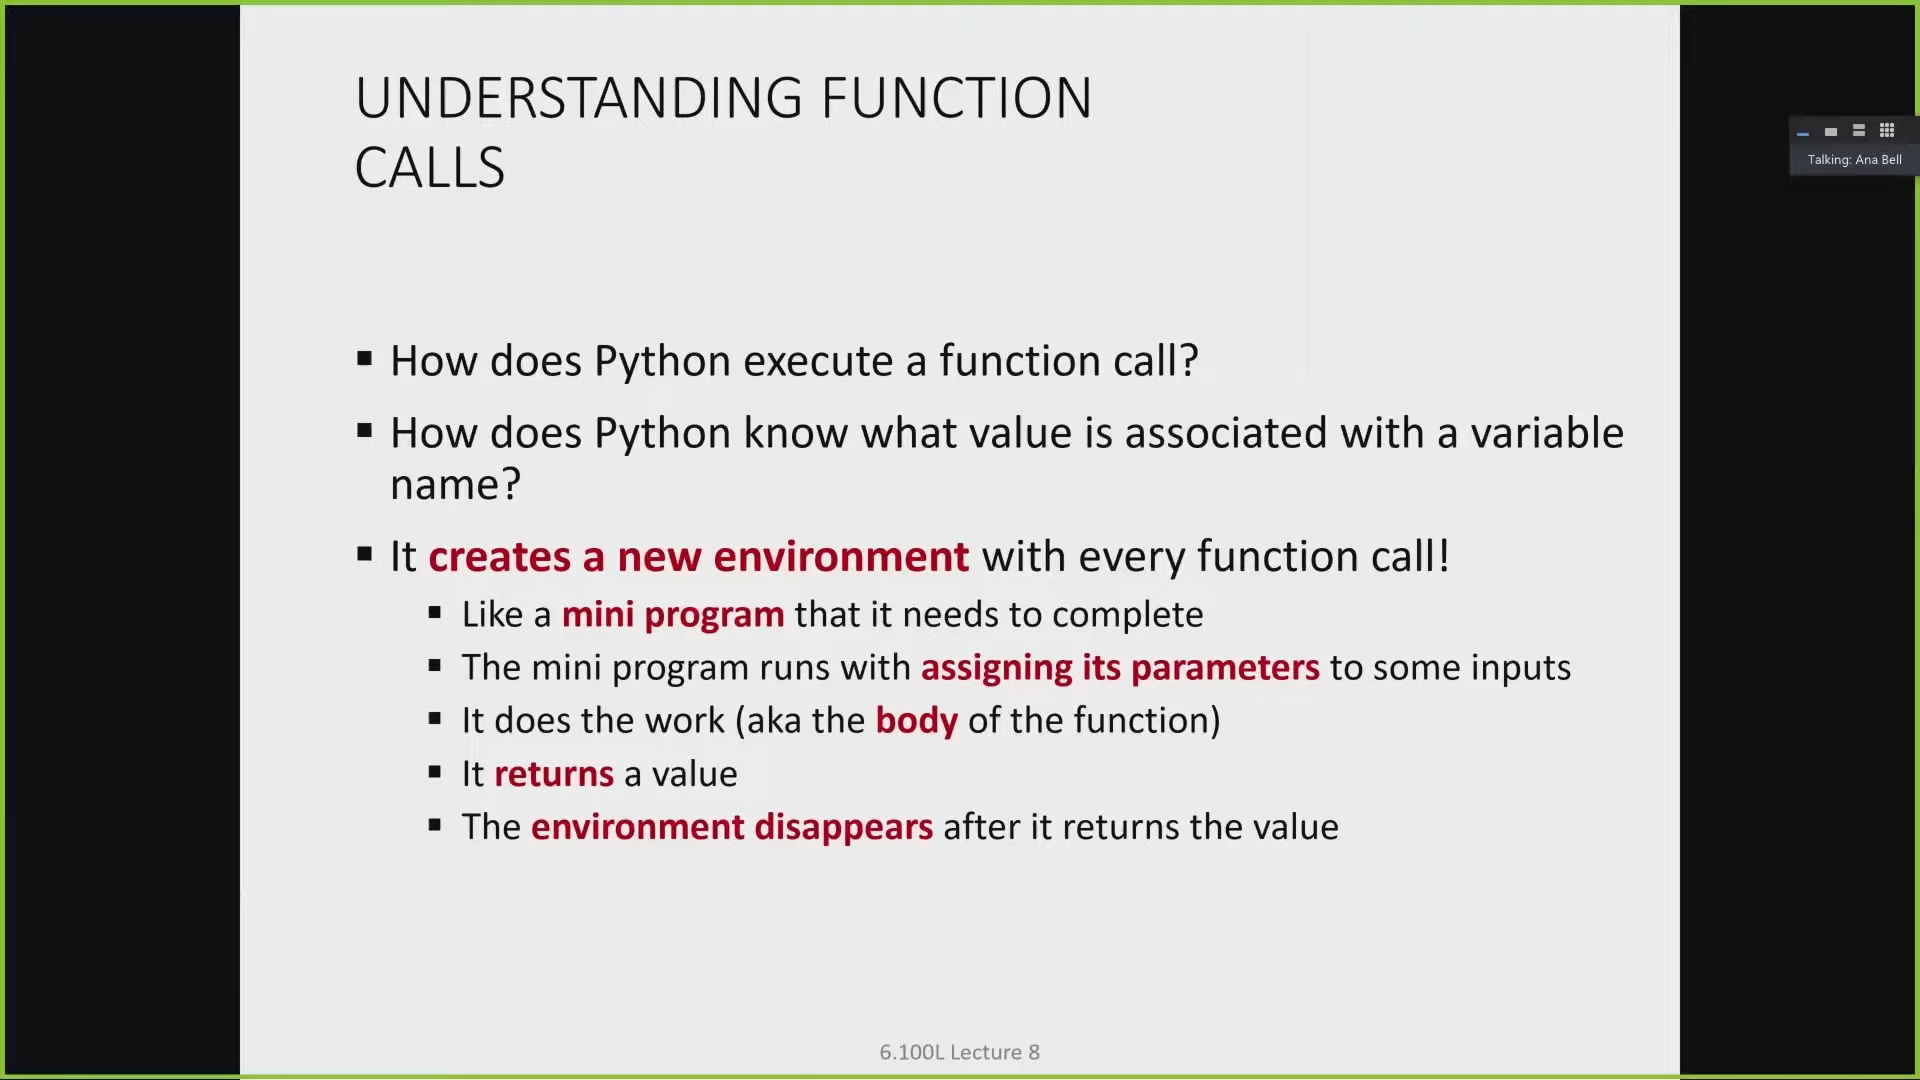 UNDERSTANDING FUNCTION
CALLS
Talking: Ana Bell
▪ How does Python execute a function call?
▪ How does Python know what value is associated with a variable
name?
▪ It creates a new environment with every function call!
▪ Like a mini program that it needs to complete
▪ The mini program runs with assigning its parameters to some inputs
▪ It does the work (aka the body of the function)
▪ It returns a value
▪ The environment disappears after it returns the value
6.100L Lecture 8